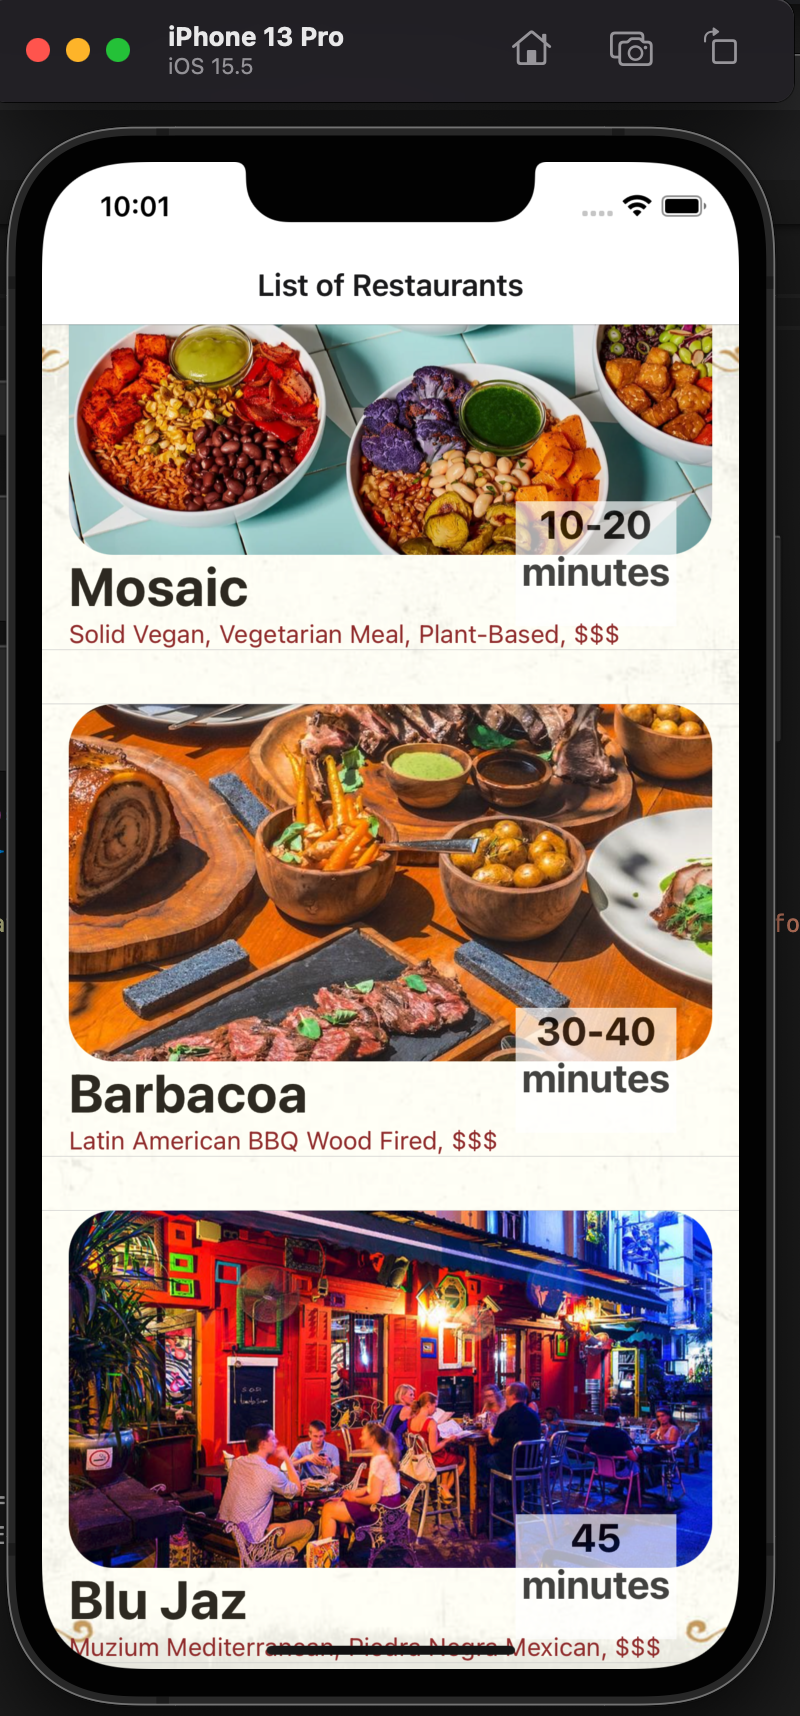 iPhone 13 Pro
iOS 15.5
10:01
List of Restaurants
10-20
minutes
Mosaic
Solid Vegan, Vegetarian Meal, Plant-Based, $$$
30-40
minutes
Barbacoa
Latin American BBQ Wood Fired, $$$
fo
45
minutes
Blu Jaz
Muzium Mediterranean, Piedra Negra Mexican, $$$